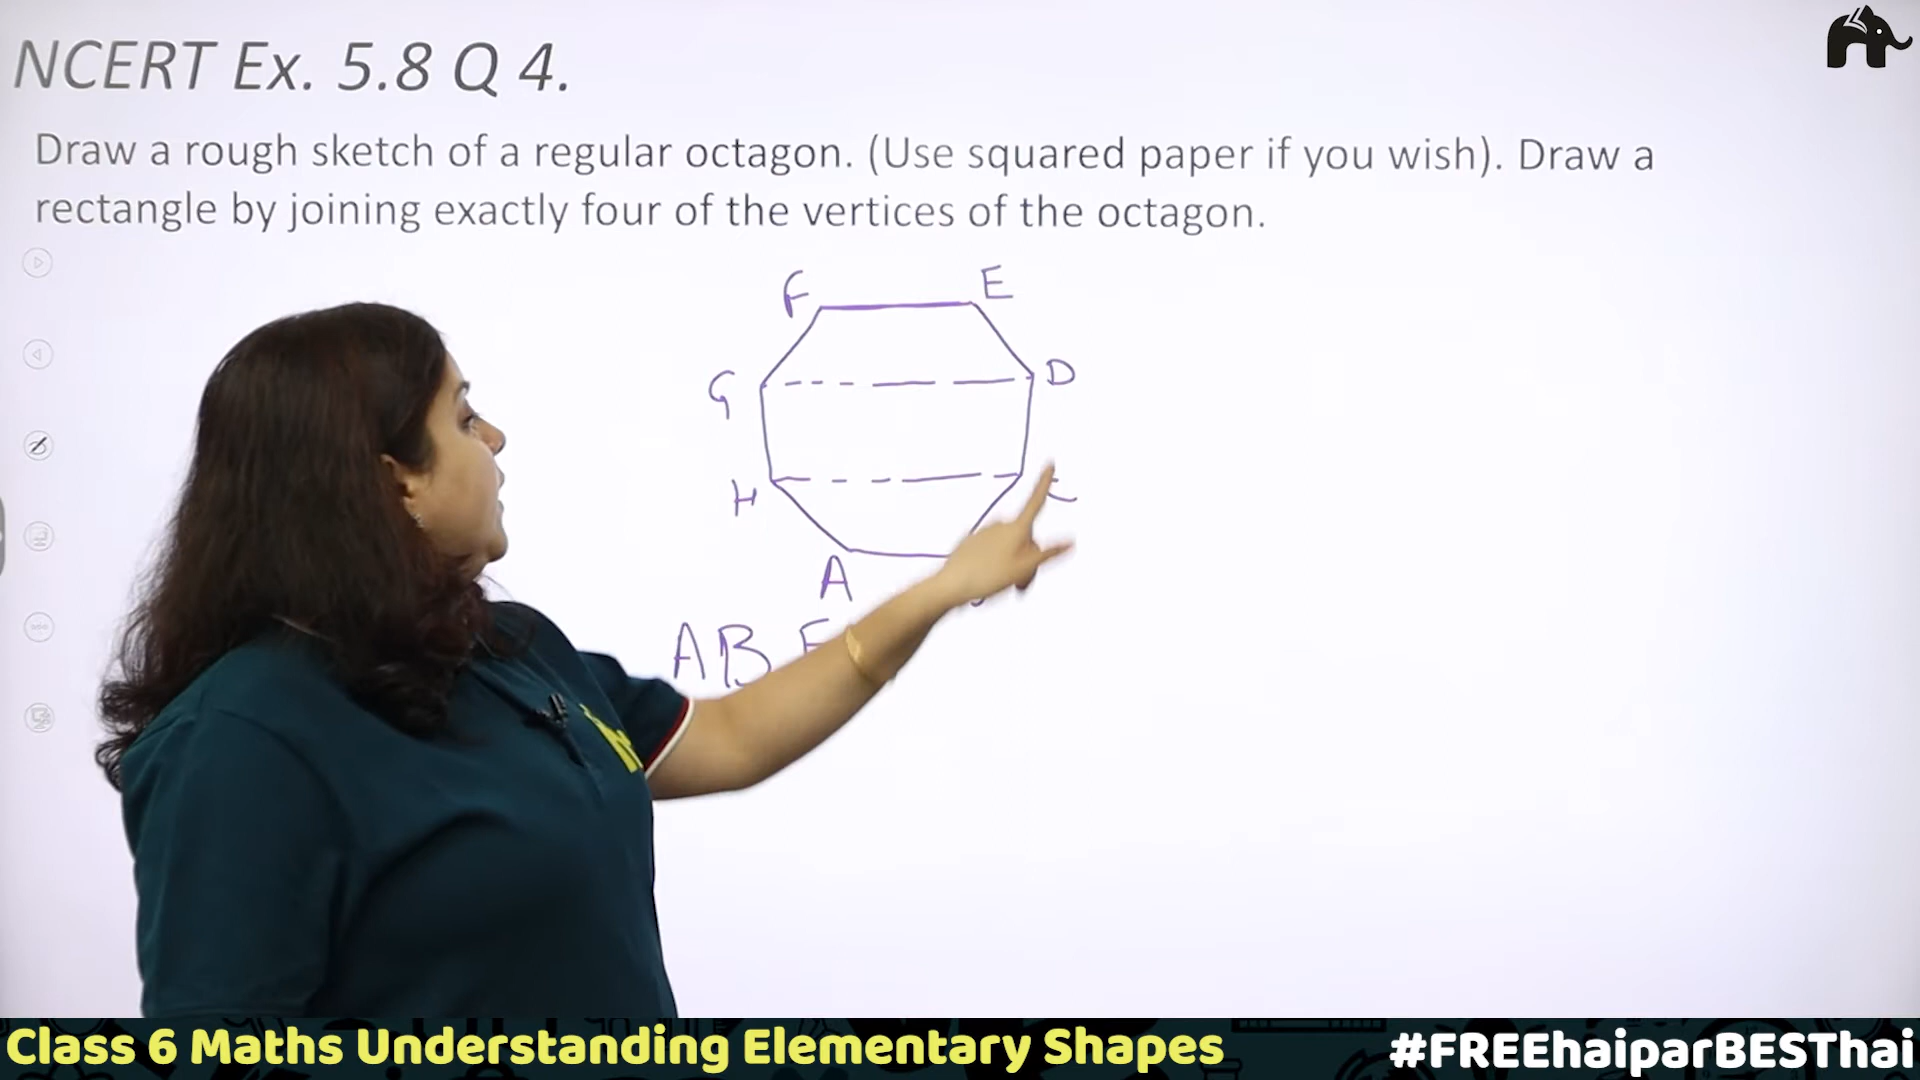 NCERT Ex. 5.8 Q 4.
Draw a rough sketch of a regular octagon. (Use squared paper if you wish). Draw a
rectangle by joining exactly four of the vertices of the octagon.
F E
G D
H
A
A B
Class 6 Maths Understanding Elementary Shapes #FREEhaiparBESThai